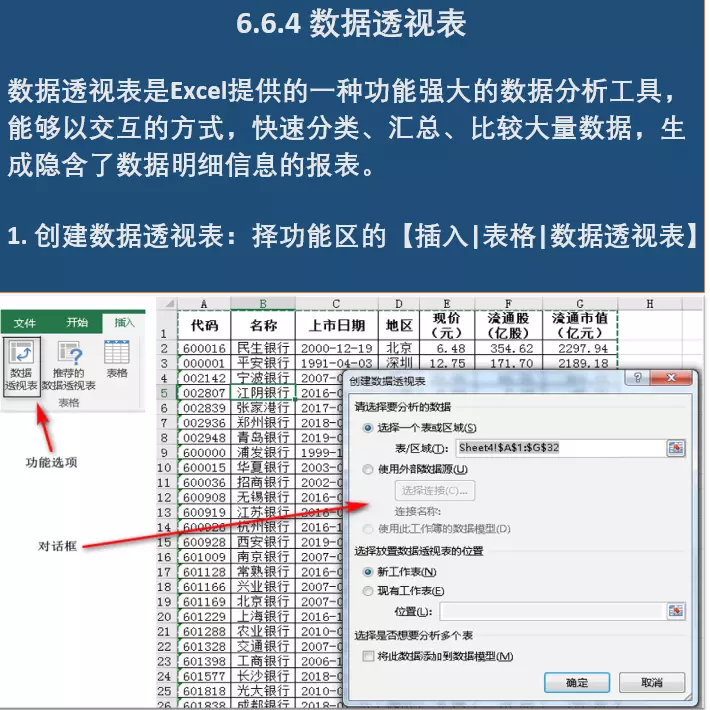 6.6.4 数据透视表
数据透视表是Excel提供的一种功能强大的数据分析工具，
能够以交互的方式，快速分类、汇总、比较大量数据，生
成隐含了数据明细信息的报表。
1. 创建数据透视表：择功能区的【插入|表格|数据透视表】
文件 开始 插入
数据
透视表
推荐的
数据透视表
表格
表格
功能选项
对话框
A B C D E F G H
1 代码 名称 上市日期 地区 现价
（元） 流通股
（亿股） 流通市值
（亿元）
2 600016 民生银行 2000-12-19 北京 6.48 354.62 2297.94
3 000001 平安银行 1991-04-03 深圳 12.75 171.70 2189.18
4 002142 宁波银行 2007-0
5 002807 江阴银行 2016-0
6 002839 张家港行 2017-0
7 002936 郑州银行 2018-0
8 002948 青岛银行 2019-0
9 600000 浦发银行 1999-1
10 600015 华夏银行 2003-0
11 600036 招商银行 2002-0
12 600908 无锡银行 2016-0
13 600919 江苏银行 2016-0
14 600926 杭州银行 2016-1
15 600928 西安银行 2019-0
16 601009 南京银行 2007-0
17 601128 常熟银行 2016-0
18 601166 兴业银行 2007-0
19 601169 北京银行 2007-0
20 601229 上海银行 2016-1
21 601288 农业银行 2010-0
22 601328 交通银行 2007-0
23 601398 工商银行 2006-1
24 601577 长沙银行 2018-0
25 601818 光大银行 2010-0
26 601838 成都银行 2018-0
创建数据透视表
请选择要分析的数据
选择一个表或区域(S)
表/区域(T): Sheet4!$A$1:$G$32
使用外部数据源(U)
选择连接(C)...
连接名称:
使用此工作簿的数据模型(D)
选择放置数据透视表的位置
新工作表(N)
现有工作表(E)
位置(L):
选择是否想要分析多个表
将此数据添加到数据模型(M)
确定 取消